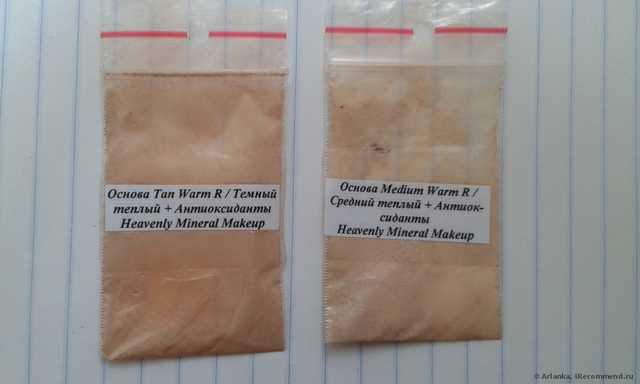 Основа Tan Warm R / Темный
теплый + Антиоксиданты
Heavenly Mineral Makeup
Основа Medium Warm R /
Средний теплый + Антиок-
сиданты
Heavenly Mineral Makeup
© Arlanka, IRecommend.ru